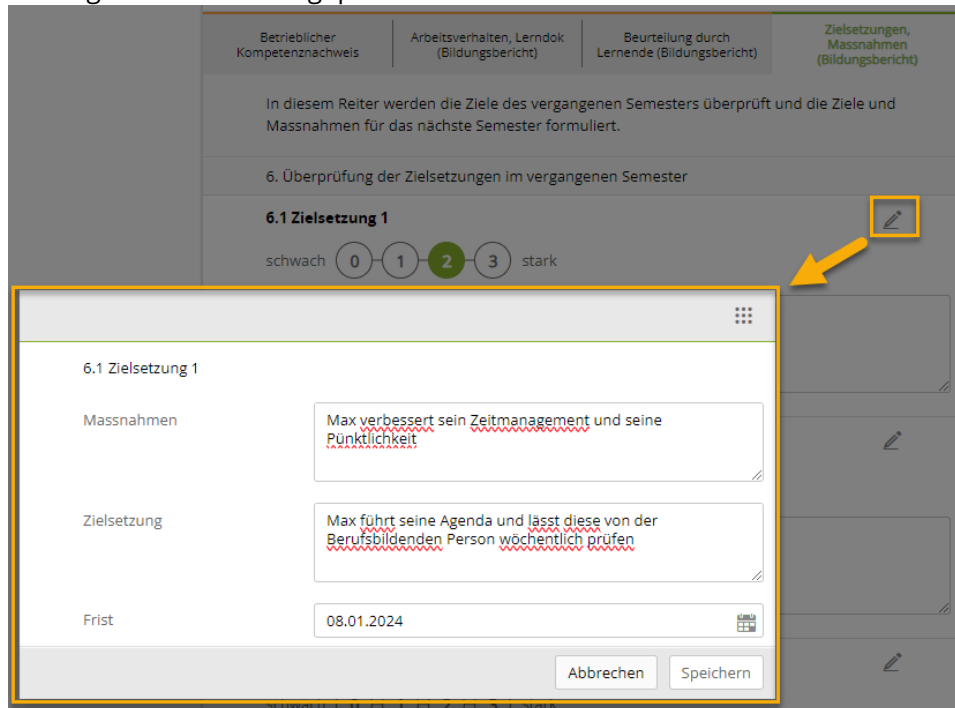 Betrieblicher
Kompetenznachweis
Arbeitsverhalten, Lerndok
(Bildungsbericht)
Beurteilung durch
Lernende (Bildungsbericht)
Zielsetzungen,
Massnahmen
(Bildungsbericht)
In diesem Reiter werden die Ziele des vergangenen Semesters überprüft und die Ziele und
Massnahmen für das nächste Semester formuliert.
6. Überprüfung der Zielsetzungen im vergangenen Semester
6.1 Zielsetzung 1
schwach 0 1 2 3 stark
6.1 Zielsetzung 1
Massnahmen
Max verbessert sein Zeitmanagement und seine
Pünktlichkeit
Zielsetzung
Max führt seine Agenda und lässt diese von der
Berufsbildenden Person wöchentlich prüfen
Frist
08.01.2024
Abbrechen Speichern